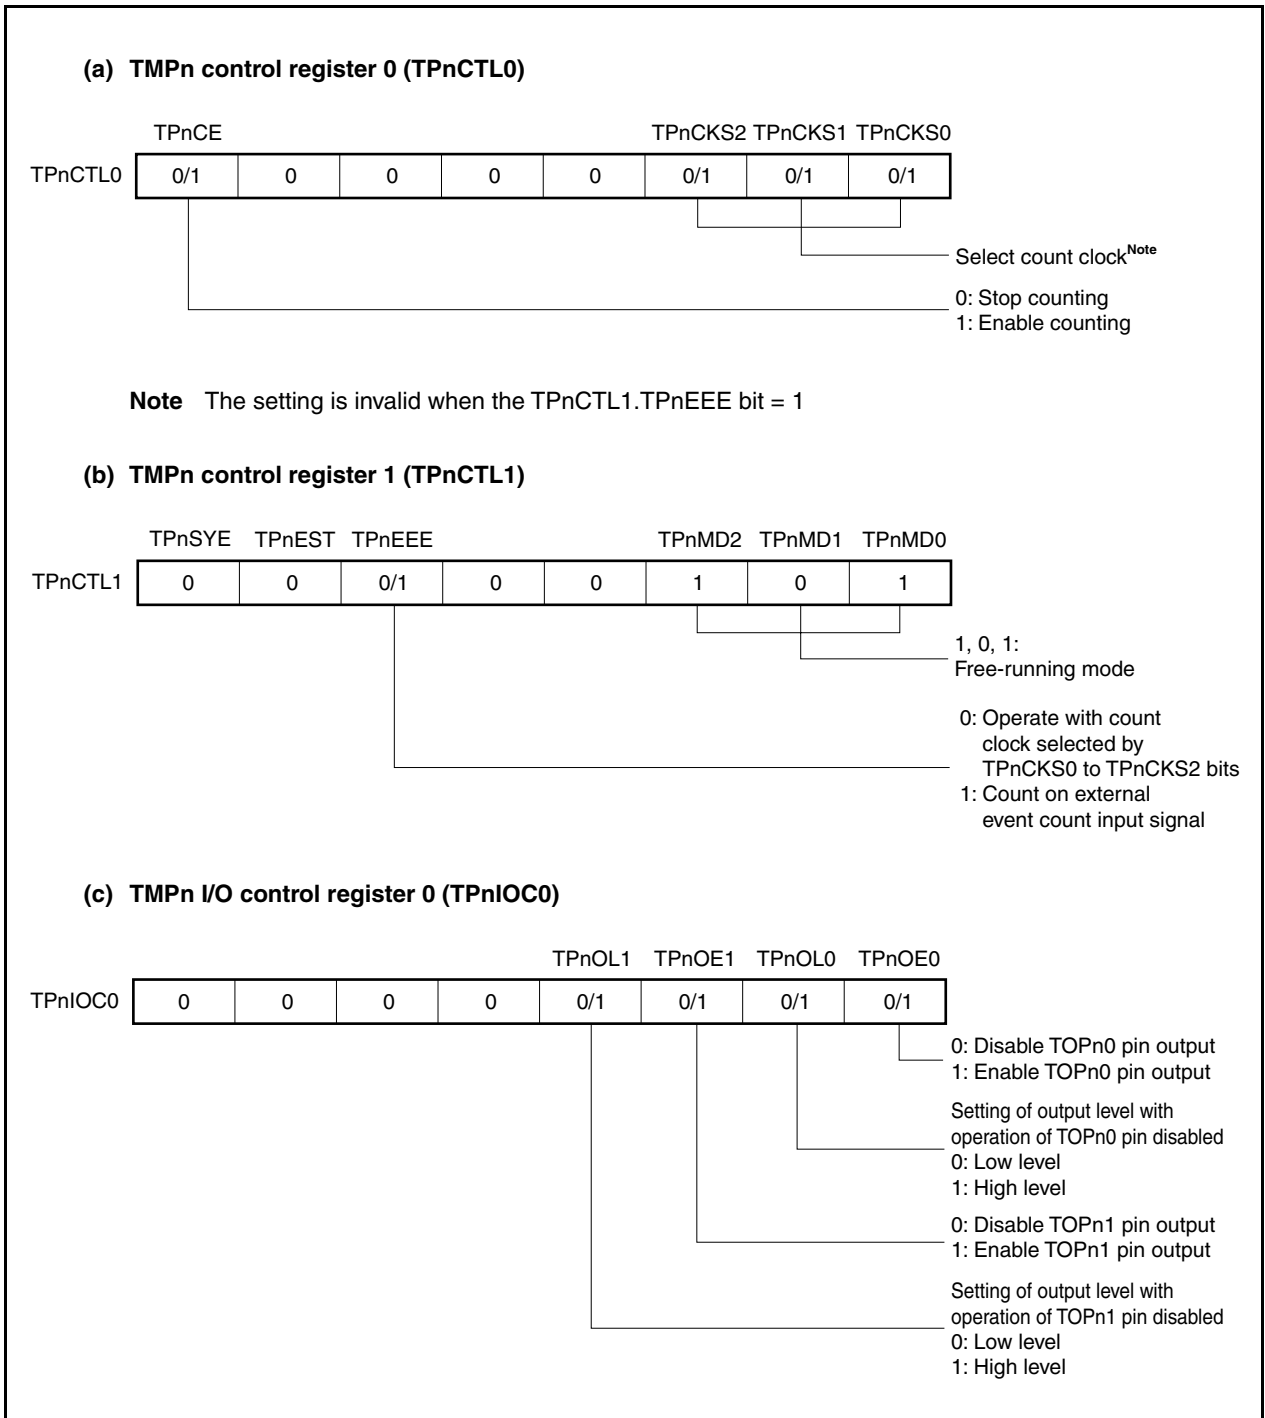 (a) TMPn control register 0 (TPnCTL0)
TPnCE TPnCKS2 TPnCKS1 TPnCKS0
TPnCTL0 0/1 0 0 0 0 0/1 0/1 0/1
Select count clockNote
0: Stop counting
1: Enable counting
Note The setting is invalid when the TPnCTL1.TPnEEE bit = 1
(b) TMPn control register 1 (TPnCTL1)
TPnSYE TPnEST TPnEEE TPnMD2 TPnMD1 TPnMD0
TPnCTL1 0 0 0/1 0 0 1 0 1
1, 0, 1:
Free-running mode
0: Operate with count
clock selected by
TPnCKS0 to TPnCKS2 bits
1: Count on external
event count input signal
(c) TMPn I/O control register 0 (TPnIOC0)
TPnOL1 TPnOE1 TPnOL0 TPnOE0
TPnIOC0 0 0 0 0 0/1 0/1 0/1 0/1
0: Disable TOPn0 pin output
1: Enable TOPn0 pin output
Setting of output level with
operation of TOPn0 pin disabled
0: Low level
1: High level
0: Disable TOPn1 pin output
1: Enable TOPn1 pin output
Setting of output level with
operation of TOPn1 pin disabled
0: Low level
1: High level